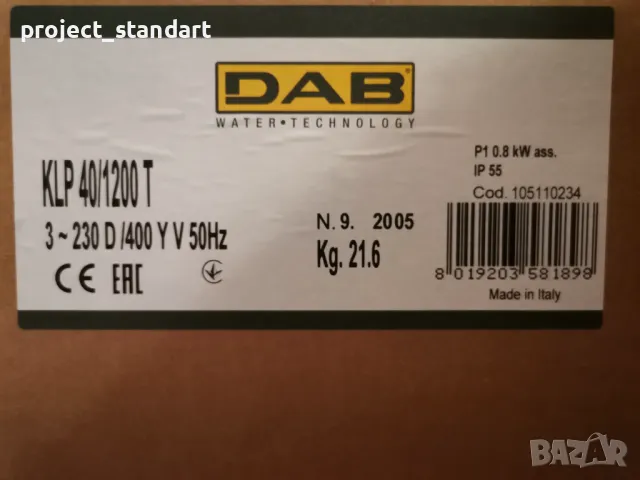 project_standart
DAB
WATER•TECHNOLOGY
KLP 40/1200 T
3 ~ 230 D /400 Y V 50Hz
CE EAC
N. 9. 2005
Kg. 21.6
P1 0.8 kW ass.
IP 55
Cod. 105110234
8 019203 581898
Made in Italy
BAZAR